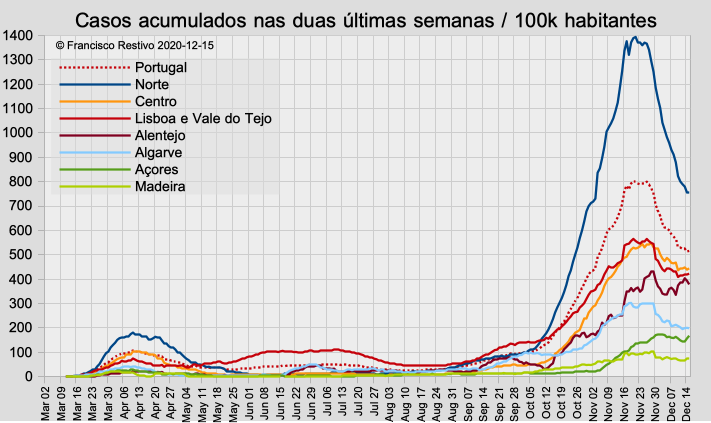 Casos acumulados nas duas últimas semanas / 100k habitantes
© Francisco Restivo 2020-12-15
Portugal
Norte
Centro
Lisboa e Vale do Tejo
Alentejo
Algarve
Açores
Madeira
1400
1300
1200
1100
1000
900
800
700
600
500
400
300
200
100
0
Mar 02
Mar 09
Mar 16
Mar 23
Mar 30
Apr 06
Apr 13
Apr 20
Apr 27
May 04
May 11
May 18
May 25
Jun 01
Jun 08
Jun 15
Jun 22
Jun 29
Jul 06
Jul 13
Jul 20
Jul 27
Aug 03
Aug 10
Aug 17
Aug 24
Aug 31
Sep 07
Sep 14
Sep 21
Sep 28
Oct 05
Oct 12
Oct 19
Oct 26
Nov 02
Nov 09
Nov 16
Nov 23
Nov 30
Dec 07
Dec 14